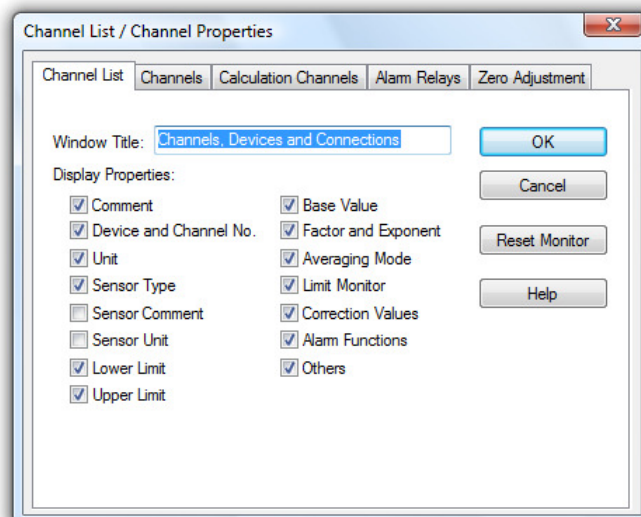 Channel List / Channel Properties
Channel List Channels Calculation Channels Alarm Relays Zero Adjustment
Window Title: Channels, Devices and Connections
OK
Display Properties:
Cancel
Comment
Device and Channel No.
Unit
Sensor Type
Sensor Comment
Sensor Unit
Lower Limit
Upper Limit
Base Value
Factor and Exponent
Averaging Mode
Limit Monitor
Correction Values
Alarm Functions
Others
Reset Monitor
Help